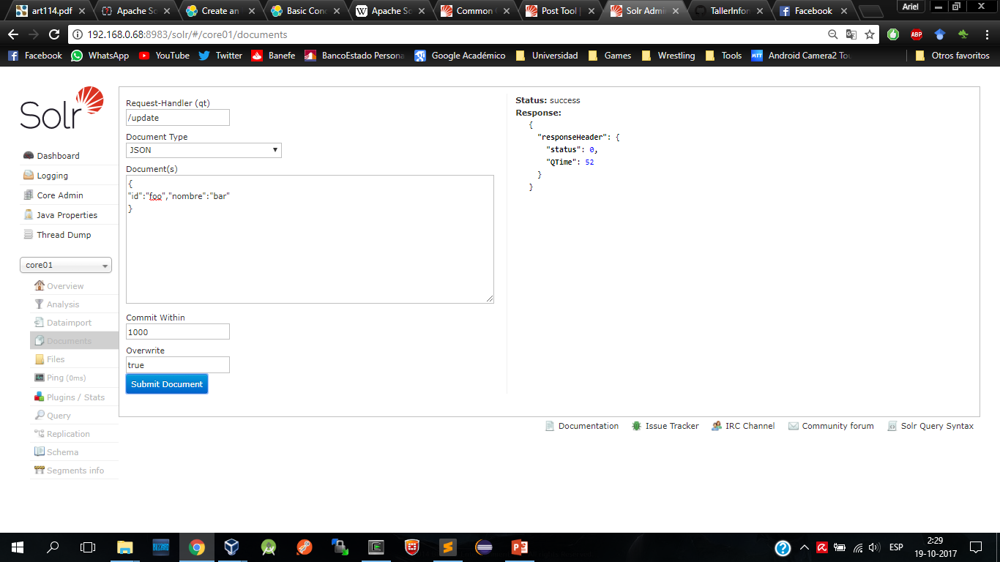 art114.pdf
Apache So
Create an
Basic Conc
Apache So
Common
Post Tool
Solr Admi
TallerInfor
Facebook
Ariel
192.168.0.68:8983/solr/#/core01/documents
ABP
Facebook
WhatsApp
YouTube
Twitter
Banefe
BancoEstado Persona
Google Académico
Universidad
Games
Wrestling
Tools
MTT
Android Camera2 Tou
Otros favoritos
Solr
Dashboard
Logging
Core Admin
Java Properties
Thread Dump
core01
Overview
Analysis
Dataimport
Documents
Files
Ping (0ms)
Plugins / Stats
Query
Replication
Schema
Segments info
Request-Handler (qt)
/update
Document Type
JSON
Document(s)
{
"id":"foo","nombre":"bar"
}
Commit Within
1000
Overwrite
true
Submit Document
Status: success
Response:
{
"responseHeader": {
"status": 0,
"QTime": 52
}
}
Documentation
Issue Tracker
IRC Channel
Community forum
Solr Query Syntax
ESP
2:29
19-10-2017